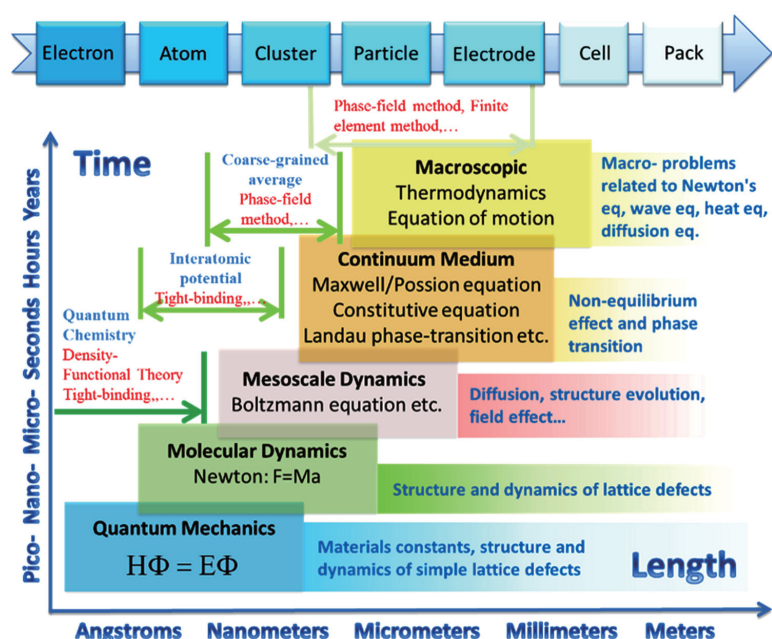 Electron Atom Cluster Particle Electrode Cell Pack
Phase-field method, Finite
element method,...
Time
Coarse-grained
average
Phase-field
method,...
Macroscopic
Thermodynamics
Equation of motion
Macro- problems
related to Newton's
eq, wave eq, heat eq,
diffusion eq.
Interatomic
potential
Tight-binding,,...
Continuum Medium
Maxwell/Possion equation
Constitutive equation
Landau phase-transition etc.
Non-equilibrium
effect and phase
transition
Quantum
Chemistry
Density-
Functional Theory
Tight-binding,,...
Mesoscale Dynamics
Boltzmann equation etc.
Diffusion, structure evolution,
field effect...
Molecular Dynamics
Newton: F=Ma
Structure and dynamics of lattice defects
Quantum Mechanics
HΦ = EΦ
Materials constants, structure and
dynamics of simple lattice defects
Length
Pico- Nano- Micro- Seconds Hours Years
Angstroms Nanometers Micrometers Millimeters Meters